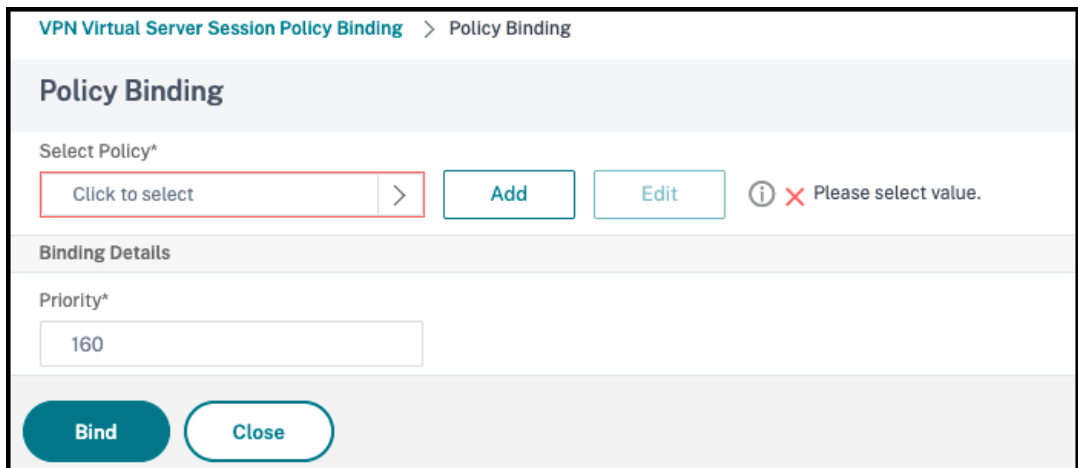 VPN Virtual Server Session Policy Binding > Policy Binding
Policy Binding
Select Policy*
Click to select > Add Edit Please select value.
Binding Details
Priority*
160
Bind Close